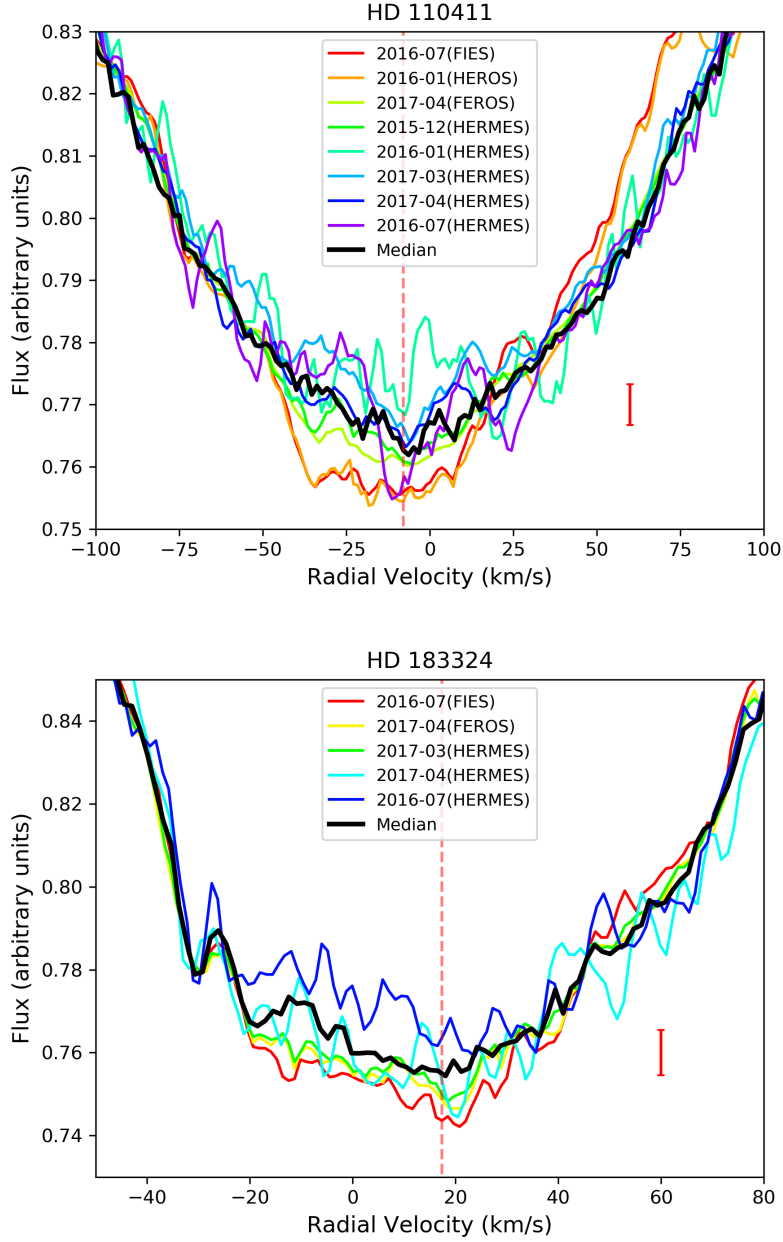 HD 110411
0.83
0.82
0.81
0.80
0.79
0.78
0.77
0.76
0.75
Flux (arbitrary units)
2016-07(FIES)
2016-01(HEROS)
2017-04(FEROS)
2015-12(HERMES)
2016-01(HERMES)
2017-03(HERMES)
2017-04(HERMES)
2016-07(HERMES)
Median
−100 −75 −50 −25 0 25 50 75 100
Radial Velocity (km/s)
HD 183324
0.84
0.82
0.80
0.78
0.76
0.74
Flux (arbitrary units)
2016-07(FIES)
2017-04(FEROS)
2017-03(HERMES)
2017-04(HERMES)
2016-07(HERMES)
Median
−40 −20 0 20 40 60 80
Radial Velocity (km/s)